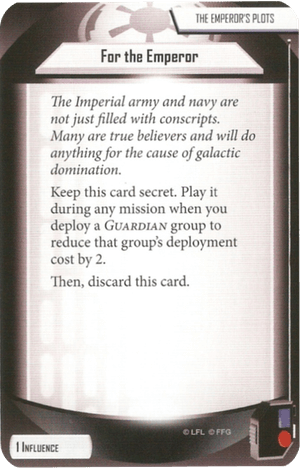 THE EMPEROR'S PLOTS
For the Emperor
The Imperial army and navy are
not just filled with conscripts.
Many are true believers and will do
anything for the cause of galactic
domination.
Keep this card secret. Play it
during any mission when you
deploy a GUARDIAN group to
reduce that group's deployment
cost by 2.
Then, discard this card.
© LFL © FFG
1 INFLUENCE